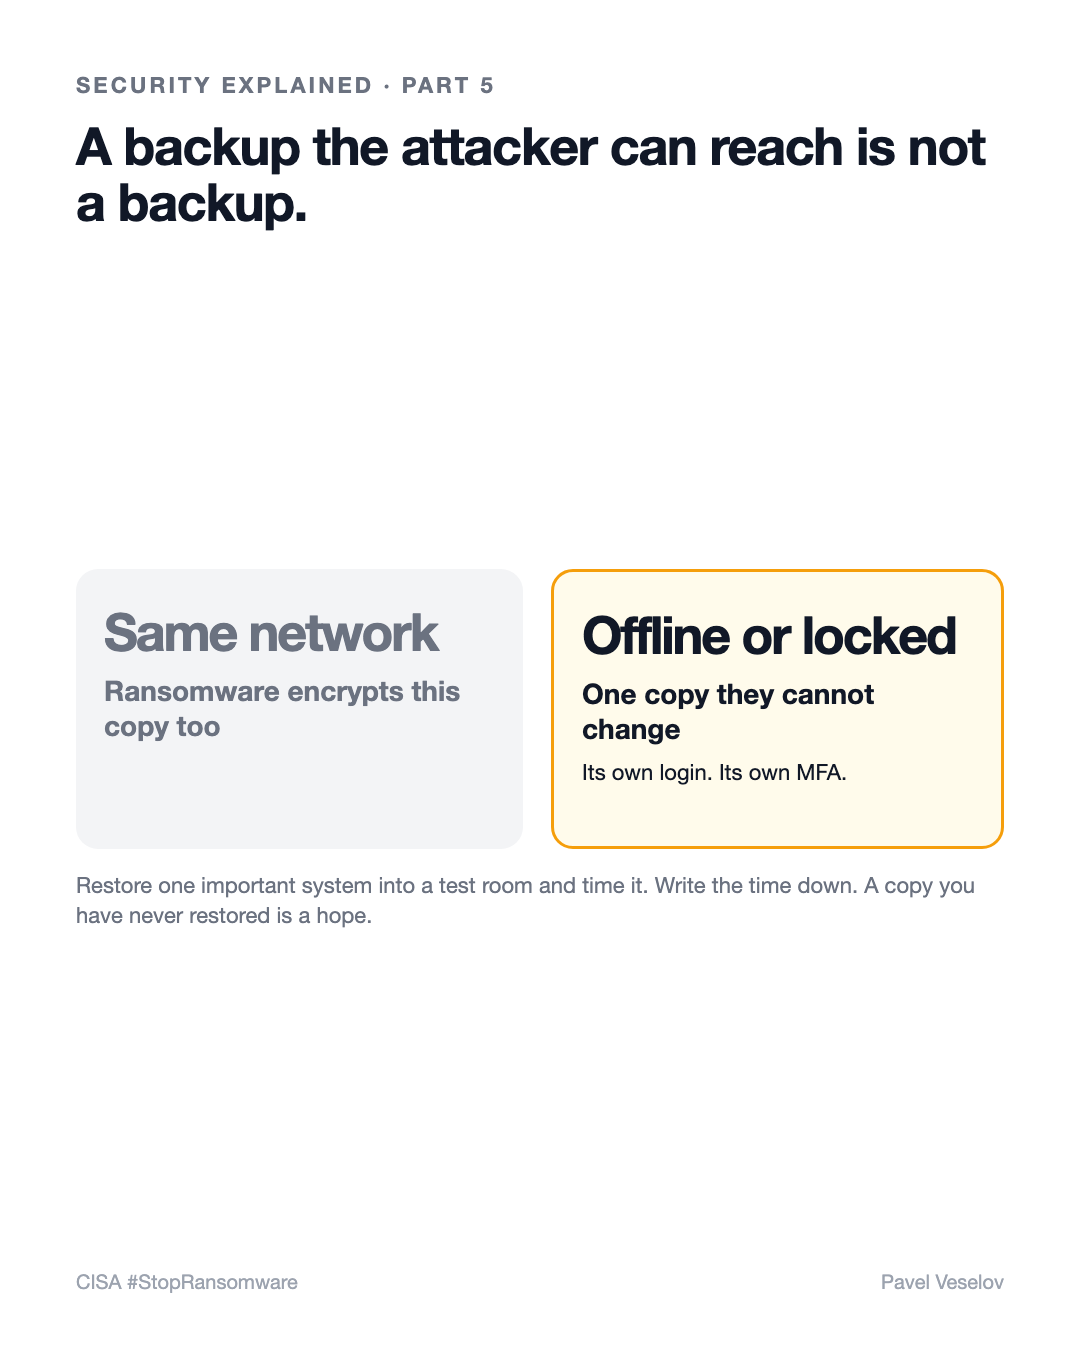 SECURITY EXPLAINED · PART 5
A backup the attacker can reach is not
a backup.
Same network
Ransomware encrypts this
copy too
Offline or locked
One copy they cannot
change
Its own login. Its own MFA.
Restore one important system into a test room and time it. Write the time down. A copy you
have never restored is a hope.
CISA #StopRansomware
Pavel Veselov